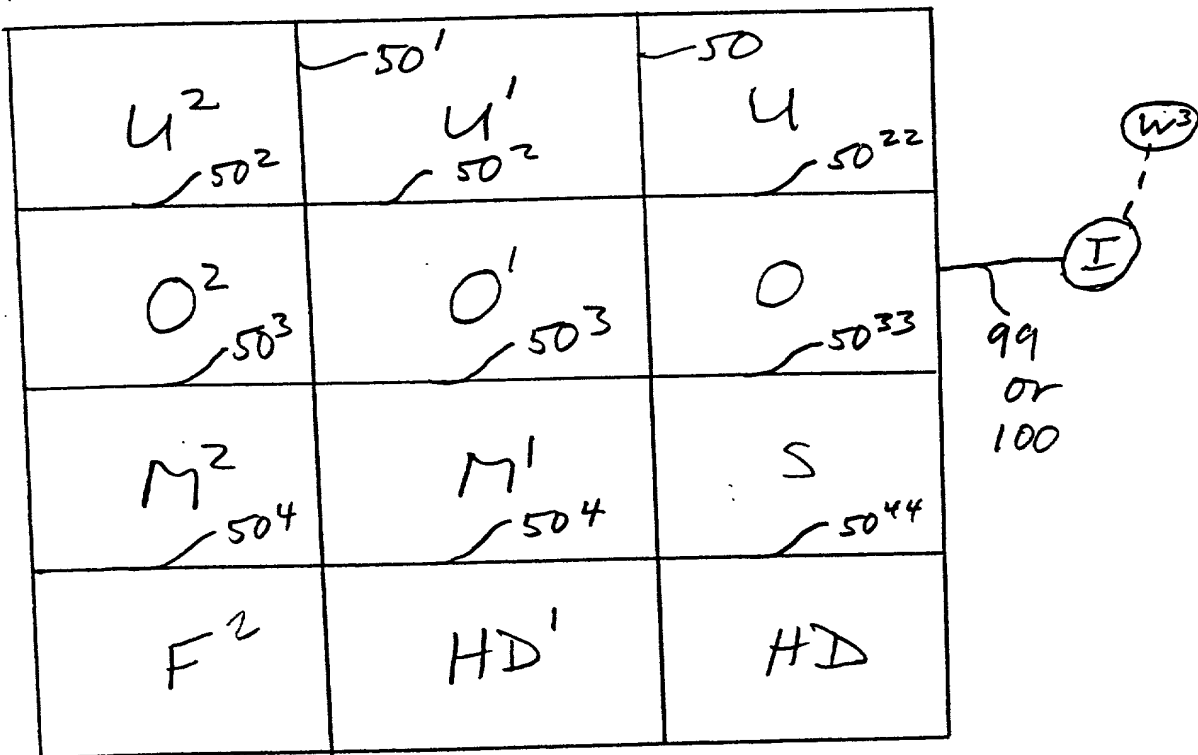 50' 50
U² U' U W³
50² 50² 50²²
I
O² O' O
50³ 50³ 50³³ 99
or
100
M² M' S
50⁴ 50⁴ 50⁴⁴
F² HD' HD